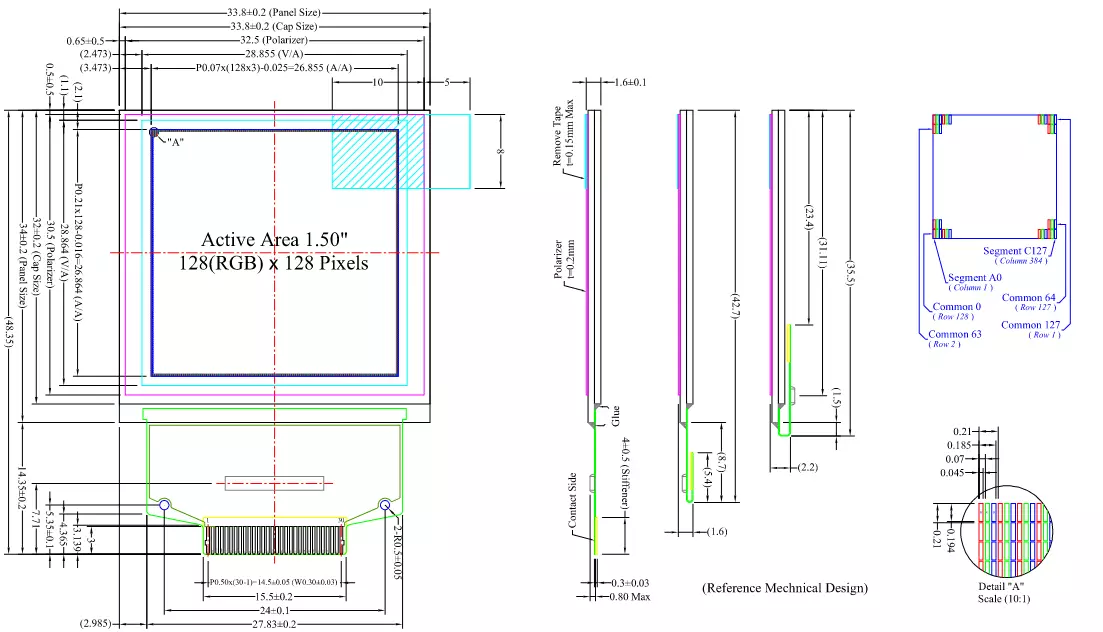 33.8±0.2 (Panel Size)
33.8±0.2 (Cap Size)
0.65±0.5
32.5 (Polarizer)
(2.473)
28.855 (V/A)
(3.473)
P0.07x(128x3)-0.025=26.855 (A/A)
0.5±0.5
(1.1)
(2.1)
10
5
8
"A"
Active Area 1.50"
128(RGB) x 128 Pixels
P0.21x128-0.016=26.864 (A/A)
28.864 (V/A)
30.5 (Polarizer)
32±0.2 (Cap Size)
34±0.2 (Panel Size)
(48.35)
14.35±0.2
7.71
5.35±0.1
4.365
3.139
3
2-R0.5±0.05
P0.50x(30-1)=14.5±0.05 (W0.30±0.03)
15.5±0.2
24±0.1
(2.985)
27.83±0.2
1.6±0.1
Remove Tape
t=0.15mm Max
Polarizer
t=0.2mm
Glue
4±0.5 (Stiffener)
Contact Side
0.3±0.03
0.80 Max
(42.7)
(8.7)
(5.4)
(1.6)
(23.4)
(31.11)
(35.5)
(1.5)
(2.2)
(Reference Mechnical Design)
Segment C127
( Column 384 )
Segment A0
( Column 1 )
Common 64
( Row 127 )
Common 0
( Row 128 )
Common 127
( Row 1 )
Common 63
( Row 2 )
0.21
0.185
0.07
0.045
0.194
0.21
Detail "A"
Scale (10:1)